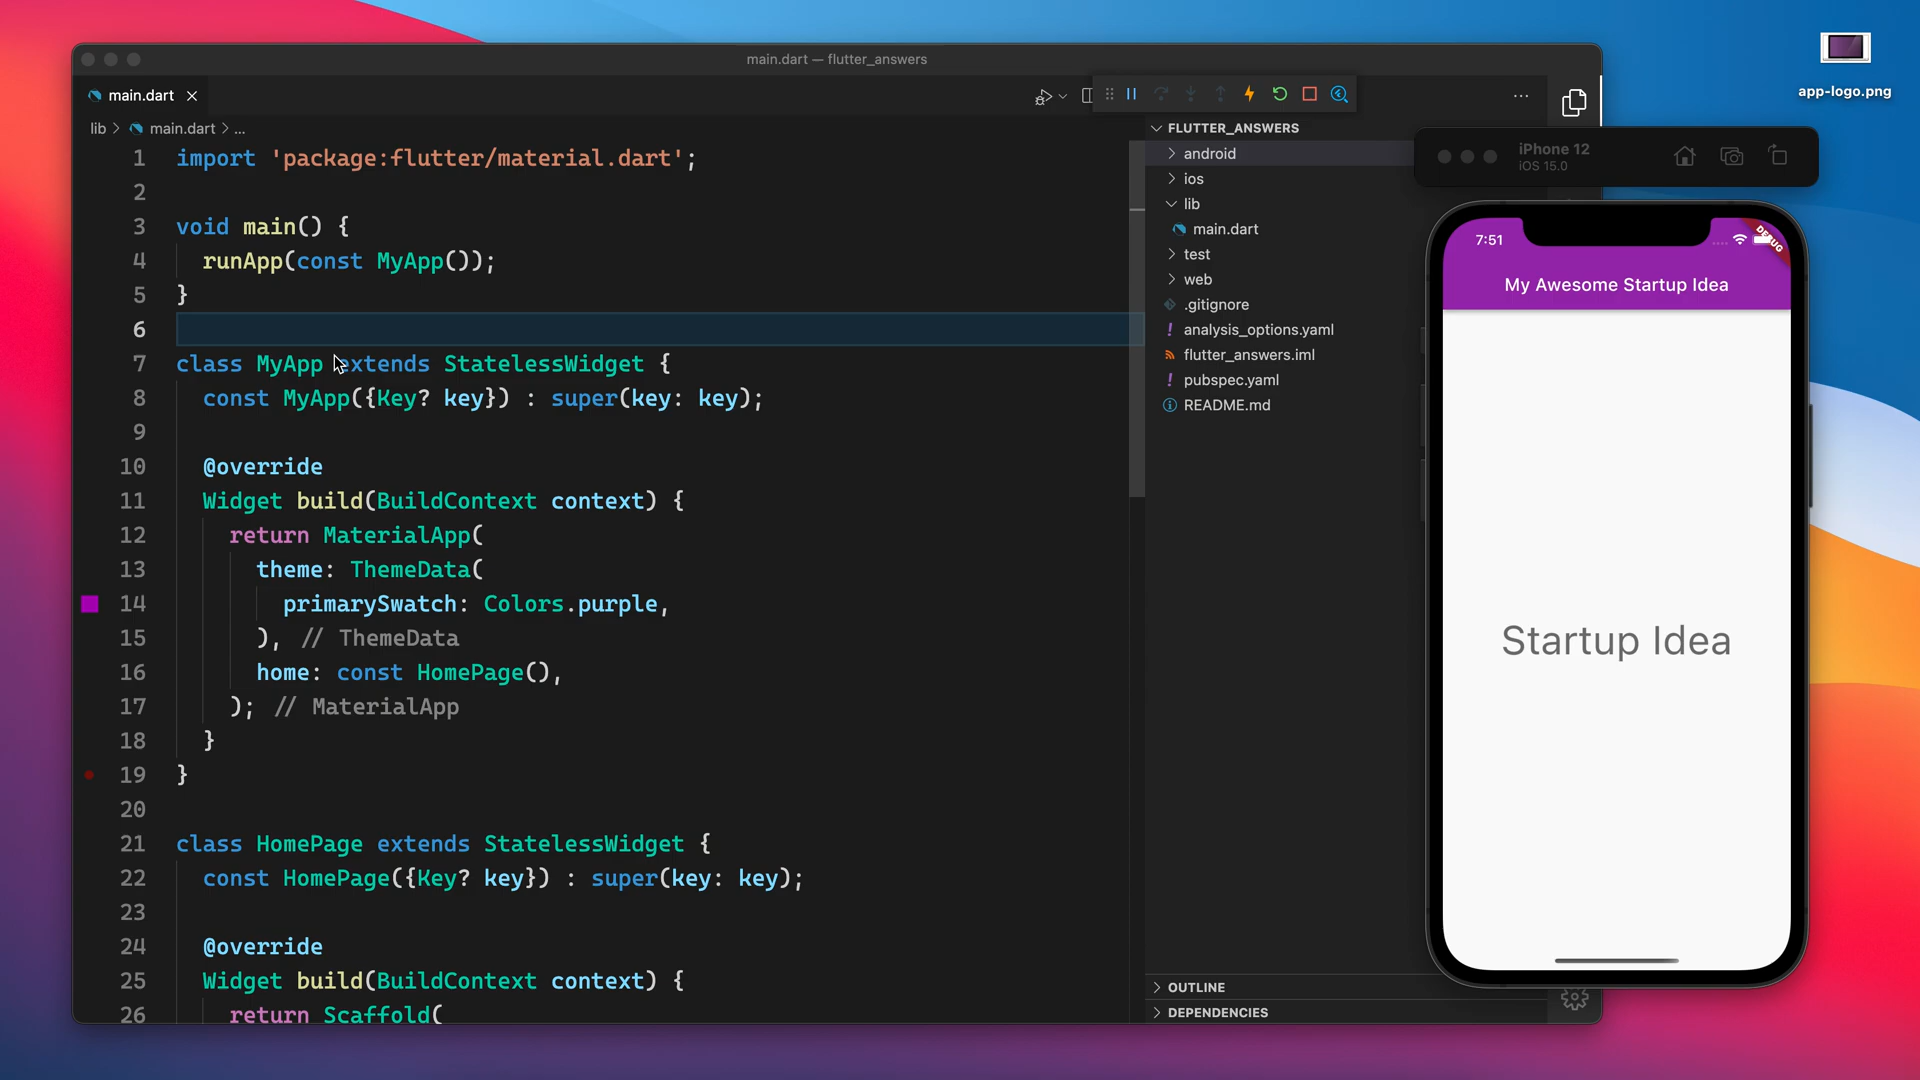 main.dart — flutter_answers
main.dart
lib > main.dart > ...
1 import 'package:flutter/material.dart';
2
3 void main() {
4 runApp(const MyApp());
5 }
6
7 class MyApp extends StatelessWidget {
8 const MyApp({Key? key}) : super(key: key);
9
10 @override
11 Widget build(BuildContext context) {
12 return MaterialApp(
13 theme: ThemeData(
14 primarySwatch: Colors.purple,
15 ), // ThemeData
16 home: const HomePage(),
17 ); // MaterialApp
18 }
19 }
20
21 class HomePage extends StatelessWidget {
22 const HomePage({Key? key}) : super(key: key);
23
24 @override
25 Widget build(BuildContext context) {
26 return Scaffold(
FLUTTER_ANSWERS
android
ios
lib
main.dart
test
web
.gitignore
! analysis_options.yaml
flutter_answers.iml
! pubspec.yaml
README.md
OUTLINE
DEPENDENCIES
iPhone 12
iOS 15.0
7:51
DEBUG
My Awesome Startup Idea
Startup Idea
app-logo.png